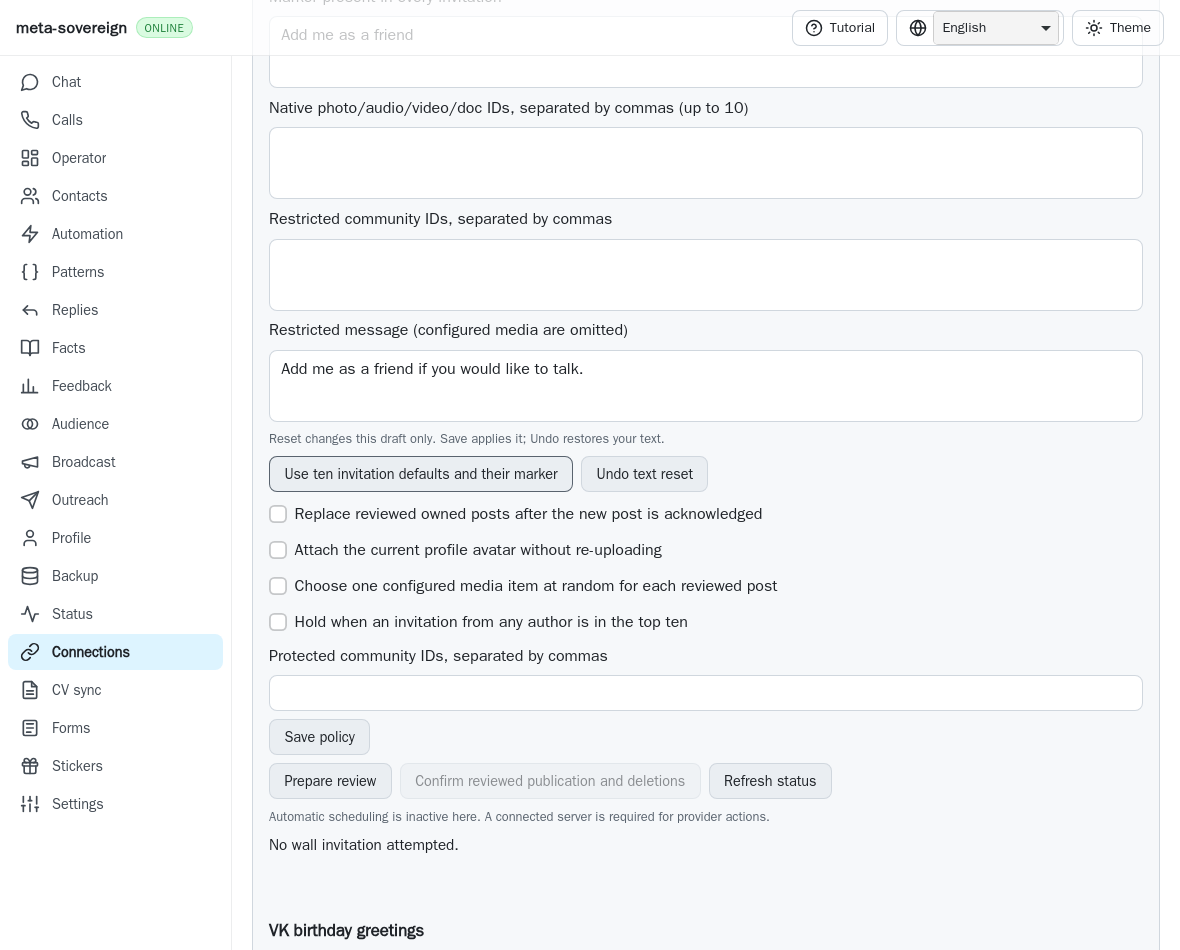 meta-sovereign
ONLINE
Tutorial
English
Theme
Chat
Calls
Operator
Contacts
Automation
Patterns
Replies
Facts
Feedback
Audience
Broadcast
Outreach
Profile
Backup
Status
Connections
CV sync
Forms
Stickers
Settings
Marker present in every invitation
Add me as a friend
Native photo/audio/video/doc IDs, separated by commas (up to 10)
Restricted community IDs, separated by commas
Restricted message (configured media are omitted)
Add me as a friend if you would like to talk.
Reset changes this draft only. Save applies it; Undo restores your text.
Use ten invitation defaults and their marker
Undo text reset
Replace reviewed owned posts after the new post is acknowledged
Attach the current profile avatar without re-uploading
Choose one configured media item at random for each reviewed post
Hold when an invitation from any author is in the top ten
Protected community IDs, separated by commas
Save policy
Prepare review
Confirm reviewed publication and deletions
Refresh status
Automatic scheduling is inactive here. A connected server is required for provider actions.
No wall invitation attempted.
VK birthday greetings